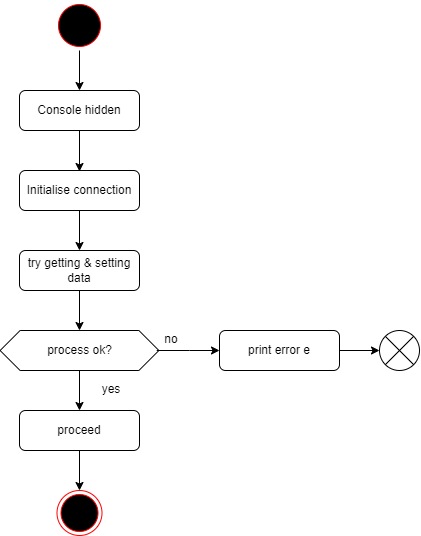 Console hidden
Initialise connection
try getting & setting
data
process ok?
no
print error e
yes
proceed